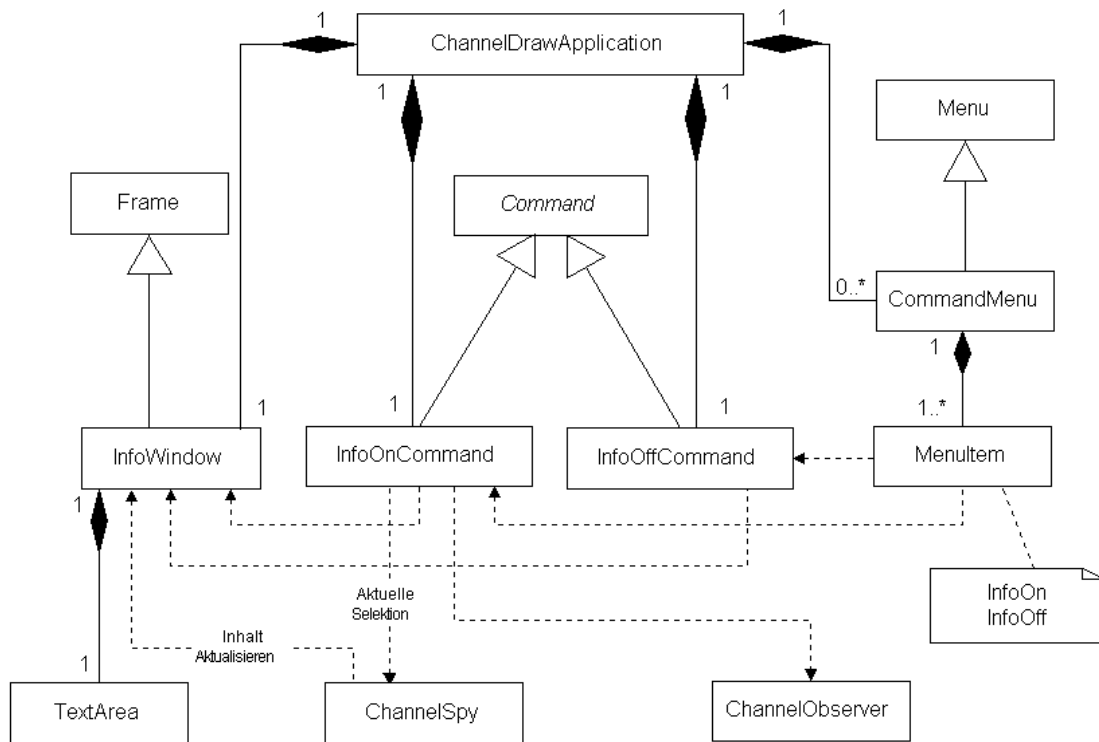 1
1
ChannelDrawApplication
1
1
Menu
Frame
Command
0..*
CommandMenu
1
1
1
1
1..*
InfoWindow
InfoOnCommand
InfoOffCommand
MenuItem
1
Aktuelle
Selektion
InfoOn
InfoOff
Inhalt
Aktualisieren
1
TextArea
ChannelSpy
ChannelObserver